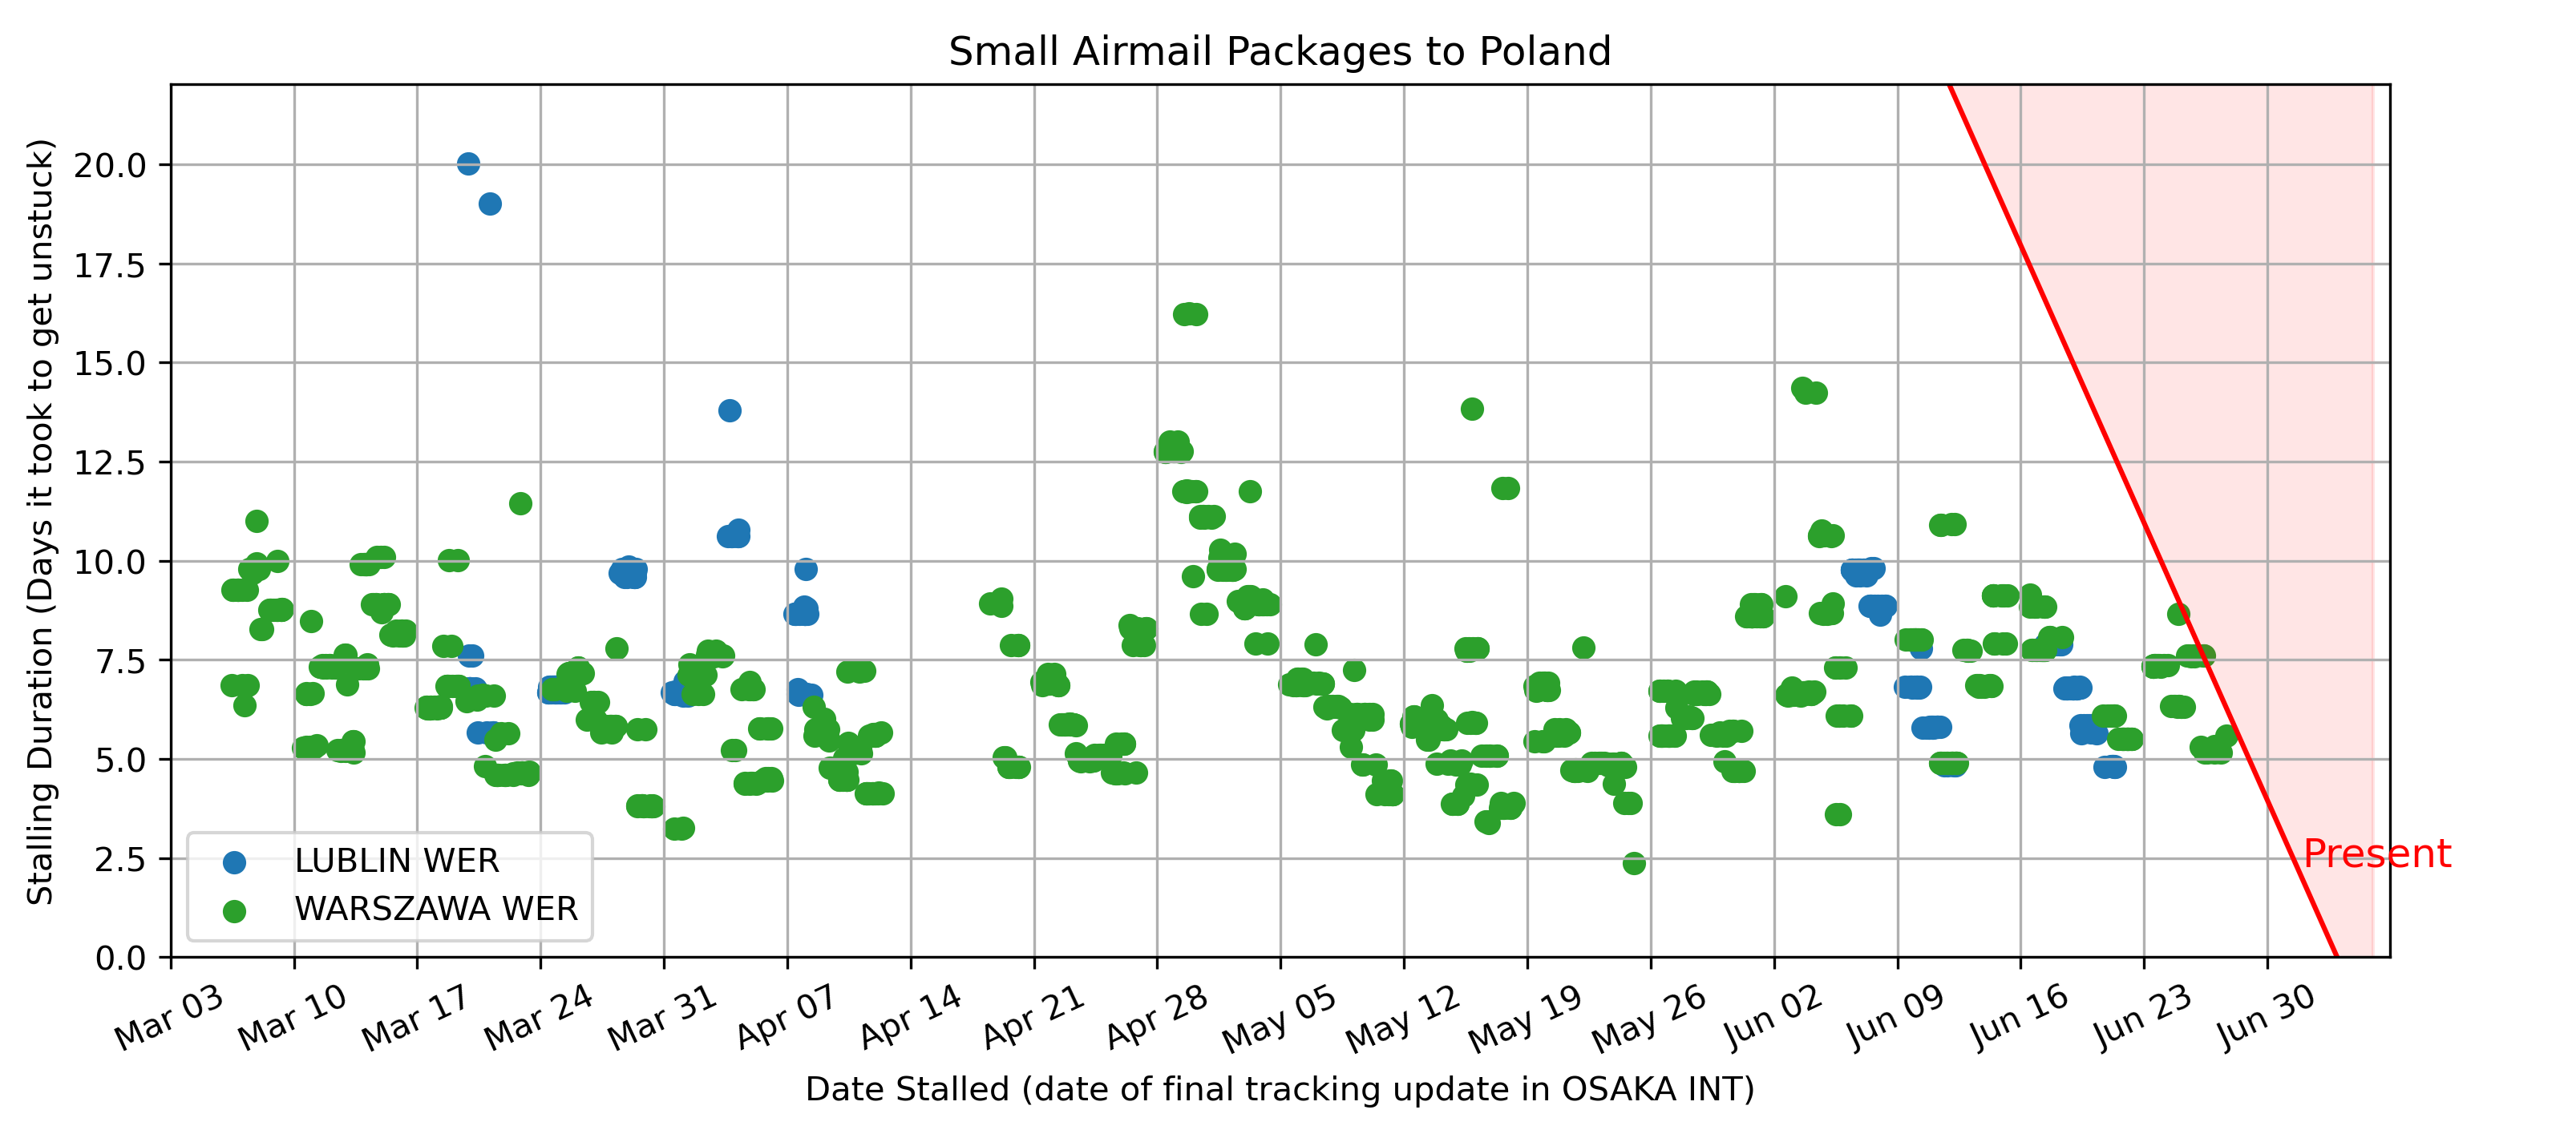 Small Airmail Packages to Poland
Stalling Duration (Days it took to get unstuck)
20.0
17.5
15.0
12.5
10.0
7.5
5.0
2.5
0.0
LUBLIN WER
WARSZAWA WER
Present
Mar 03
Mar 10
Mar 17
Mar 24
Mar 31
Apr 07
Apr 14
Apr 21
Apr 28
May 05
May 12
May 19
May 26
Jun 02
Jun 09
Jun 16
Jun 23
Jun 30
Date Stalled (date of final tracking update in OSAKA INT)